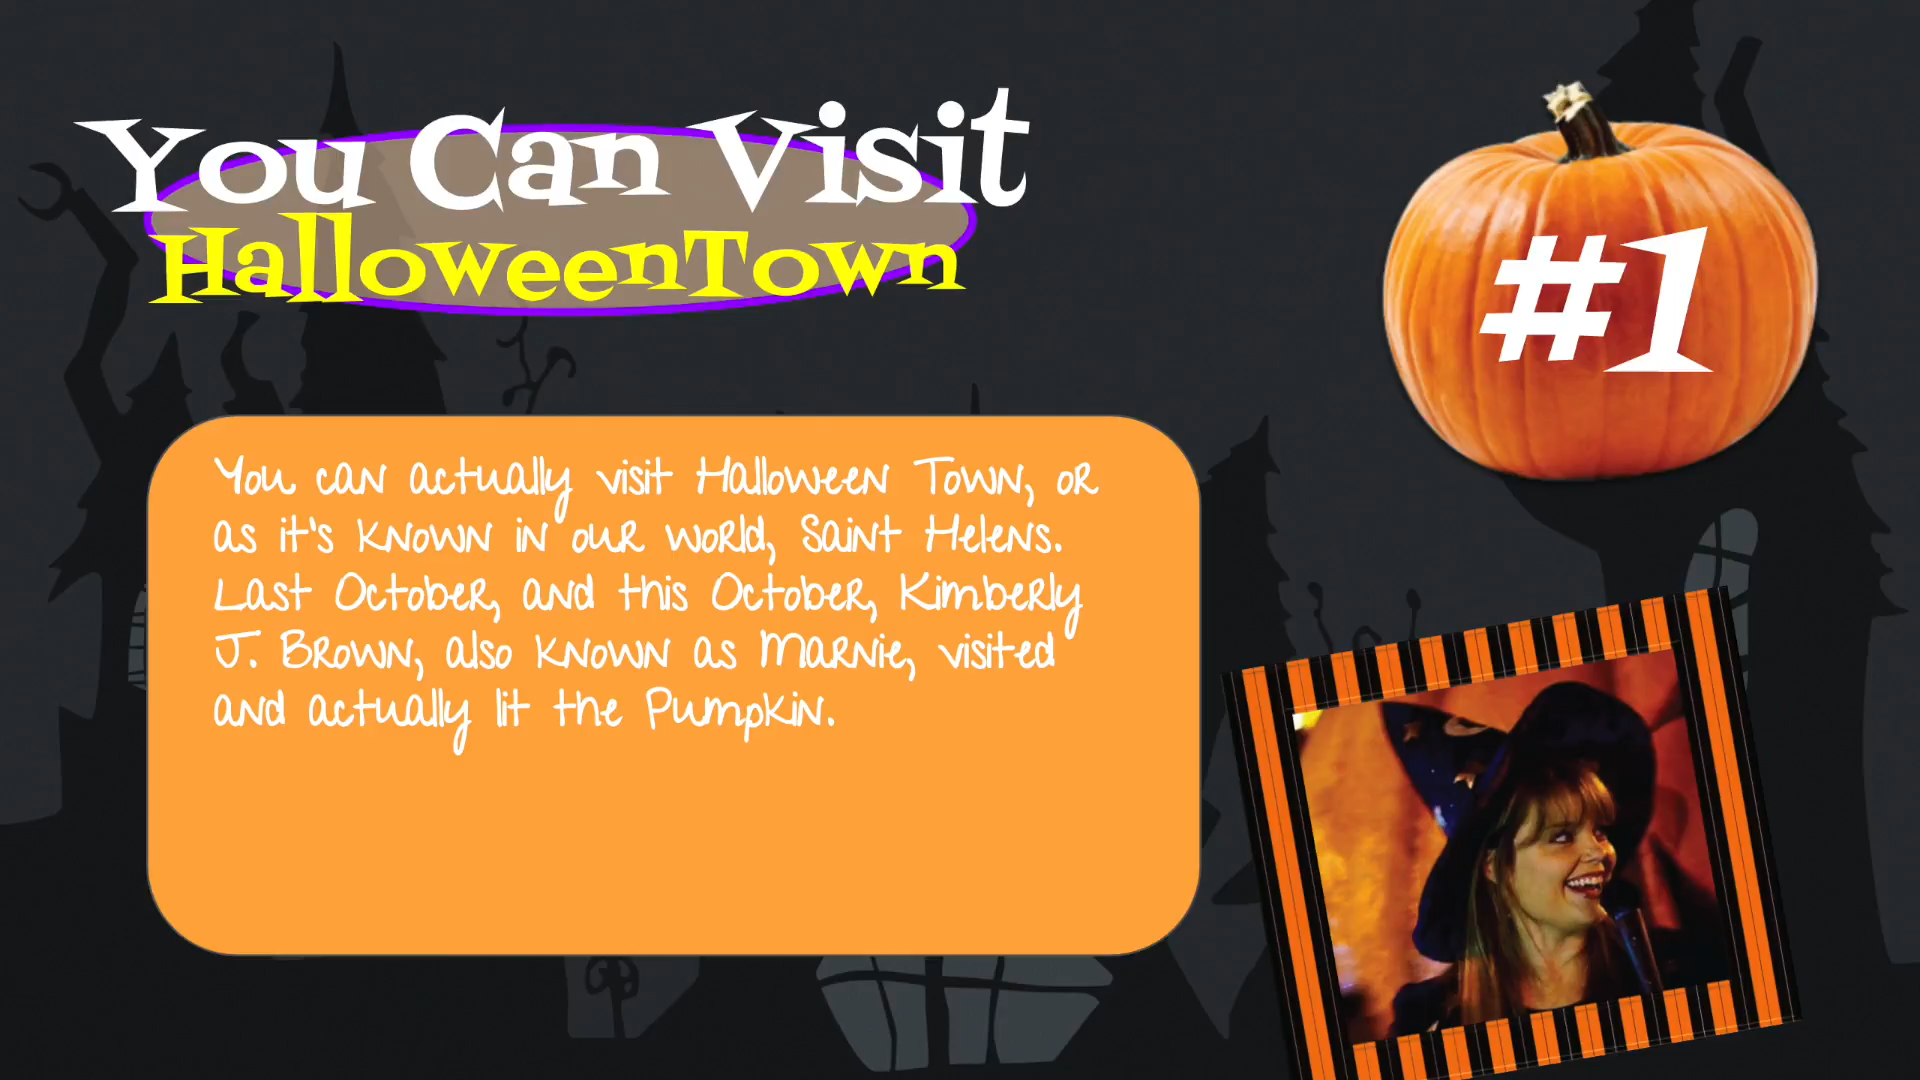 You Can Visit
HalloweenTown
#1
You can actually visit Halloween Town, or
as it's known in our world, Saint Helens.
Last October, and this October, Kimberly
J. Brown, also known as Marnie, visited
and actually lit the Pumpkin.